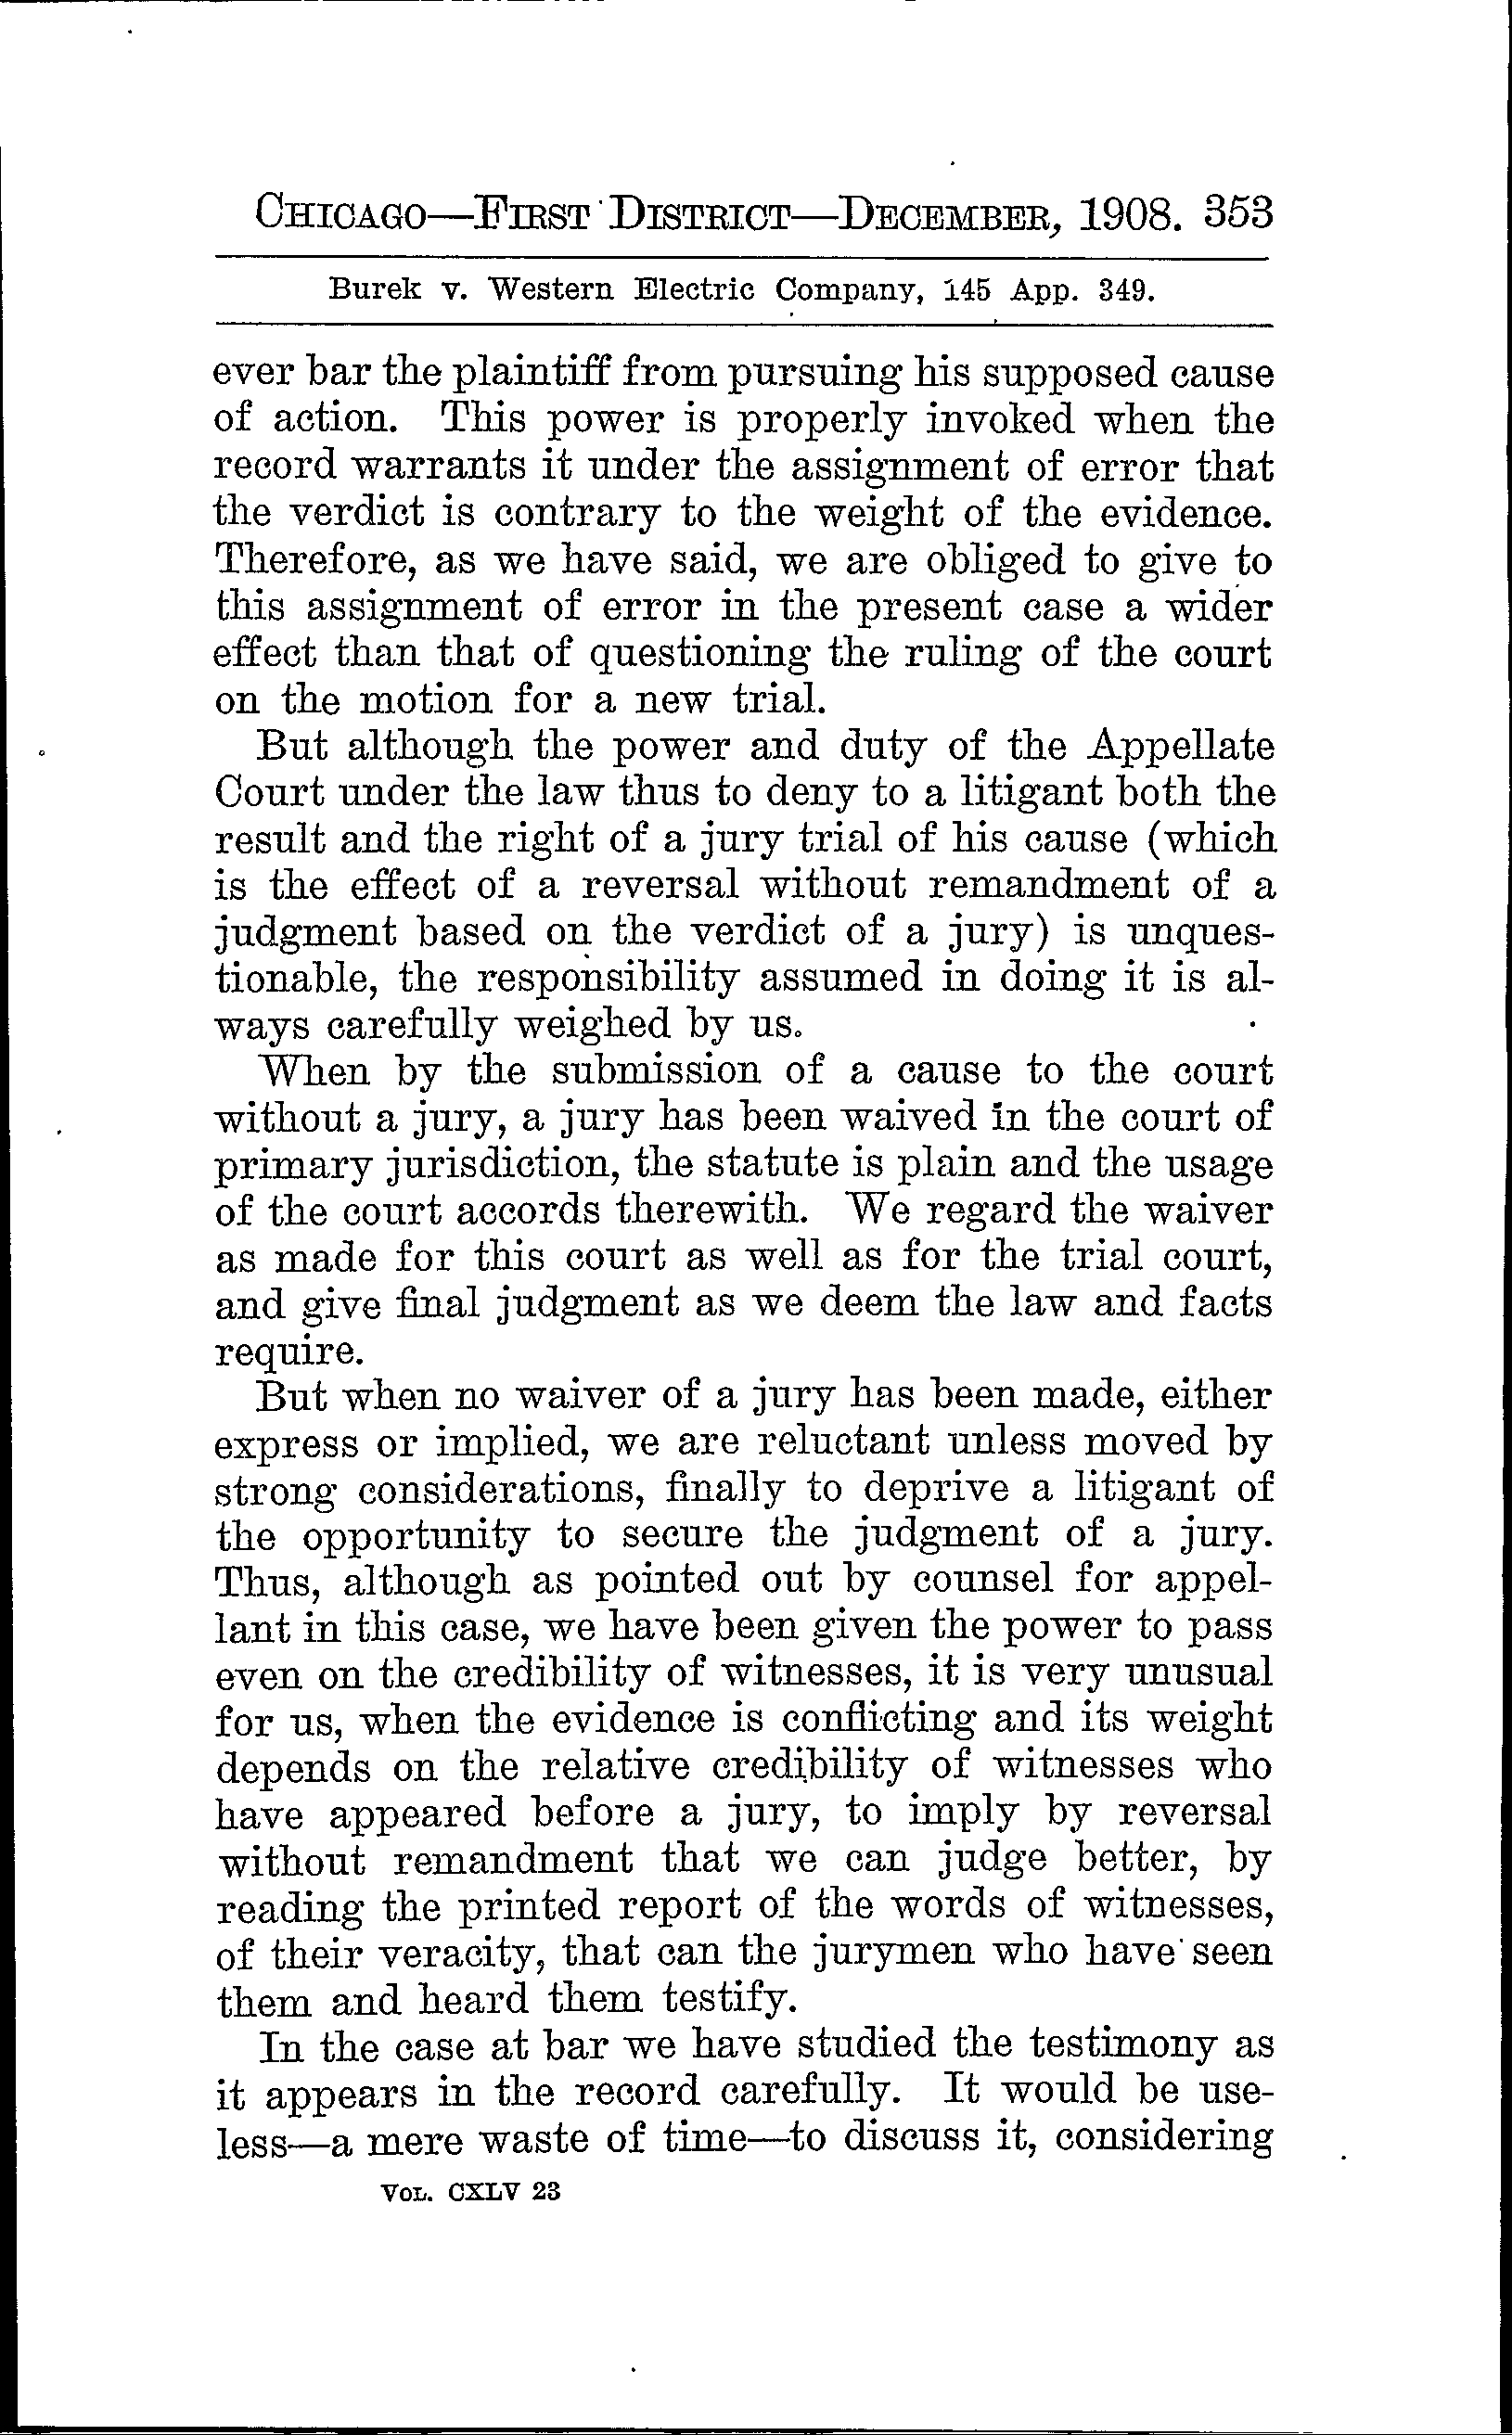 CHICAGO—FIRST DISTRICT—DECEMBER, 1908. 353
Burek v. Western Electric Company, 145 App. 349.
ever bar the plaintiff from pursuing his supposed cause
of action. This power is properly invoked when the
record warrants it under the assignment of error that
the verdict is contrary to the weight of the evidence.
Therefore, as we have said, we are obliged to give to
this assignment of error in the present case a wider
effect than that of questioning the ruling of the court
on the motion for a new trial.
But although the power and duty of the Appellate
Court under the law thus to deny to a litigant both the
result and the right of a jury trial of his cause (which
is the effect of a reversal without remandment of a
judgment based on the verdict of a jury) is unques-
tionable, the responsibility assumed in doing it is al-
ways carefully weighed by us.
When by the submission of a cause to the court
without a jury, a jury has been waived in the court of
primary jurisdiction, the statute is plain and the usage
of the court accords therewith. We regard the waiver
as made for this court as well as for the trial court,
and give final judgment as we deem the law and facts
require.
But when no waiver of a jury has been made, either
express or implied, we are reluctant unless moved by
strong considerations, finally to deprive a litigant of
the opportunity to secure the judgment of a jury.
Thus, although as pointed out by counsel for appel-
lant in this case, we have been given the power to pass
even on the credibility of witnesses, it is very unusual
for us, when the evidence is conflicting and its weight
depends on the relative credibility of witnesses who
have appeared before a jury, to imply by reversal
without remandment that we can judge better, by
reading the printed report of the words of witnesses,
of their veracity, that can the jurymen who have seen
them and heard them testify.
In the case at bar we have studied the testimony as
it appears in the record carefully. It would be use-
less—a mere waste of time—to discuss it, considering
VOL. CXLV 23